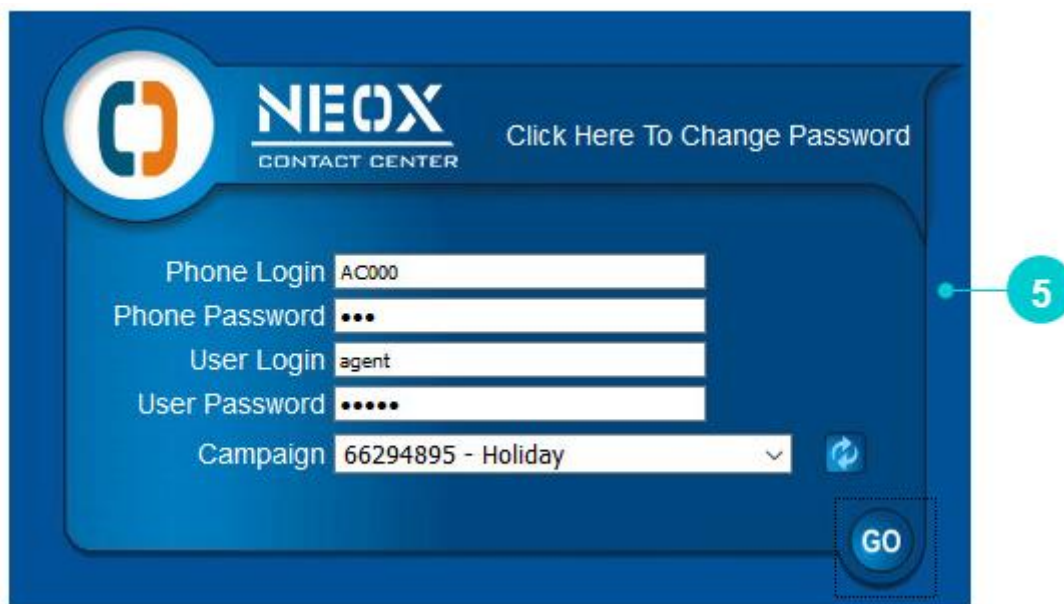 NEOX
CONTACT CENTER
Click Here To Change Password
Phone Login AC000
Phone Password •••
User Login agent
User Password •••••
Campaign 66294895 - Holiday
GO
5